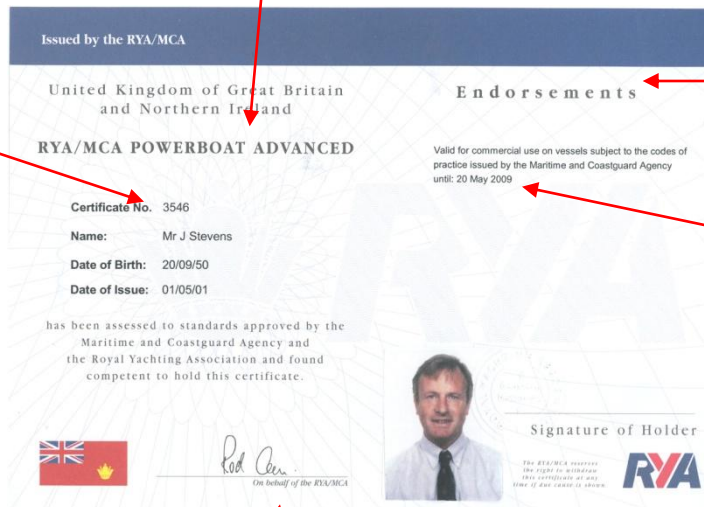 Issued by the RYA/MCA
United Kingdom of Great Britain
and Northern Ireland
RYA/MCA POWERBOAT ADVANCED
Certificate No. 3546
Name: Mr J Stevens
Date of Birth: 20/09/50
Date of Issue: 01/05/01
has been assessed to standards approved by the
Maritime and Coastguard Agency and
the Royal Yachting Association and found
competent to hold this certificate.
On behalf of the RYA/MCA
Endorsements
Valid for commercial use on vessels subject to the codes of
practice issued by the Maritime and Coastguard Agency
until: 20 May 2009
Signature of Holder
The RYA/MCA reserves
the right to withdraw
this certificate at any
time if due cause is shown
RYA
RYA